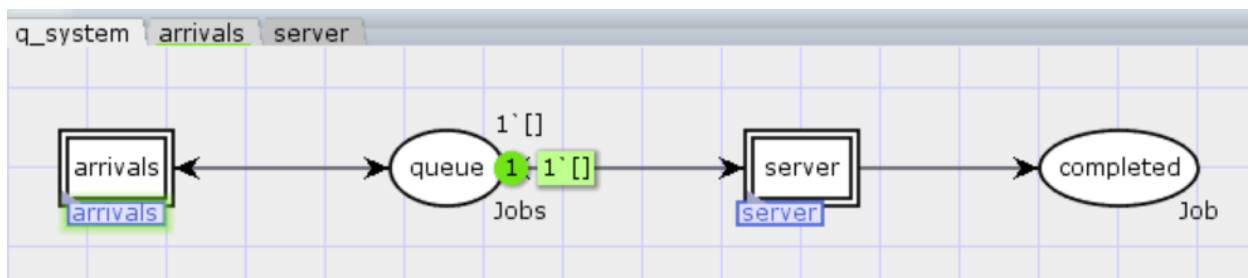 q_system arrivals server
1`[]
arrivals queue 1 1`[] server completed
arrivals Jobs server Job